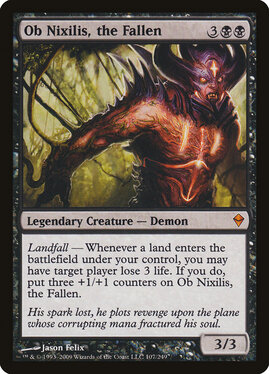 Ob Nixilis, the Fallen 3
Legendary Creature — Demon
Landfall — Whenever a land enters the
battlefield under your control, you may
have target player lose 3 life. If you do,
put three +1/+1 counters on Ob Nixilis,
the Fallen.
His spark lost, he plots revenge upon the plane
whose corrupting mana fractured his soul.
Jason Felix
3/3
™ & © 1993–2009 Wizards of the Coast LLC 107/249